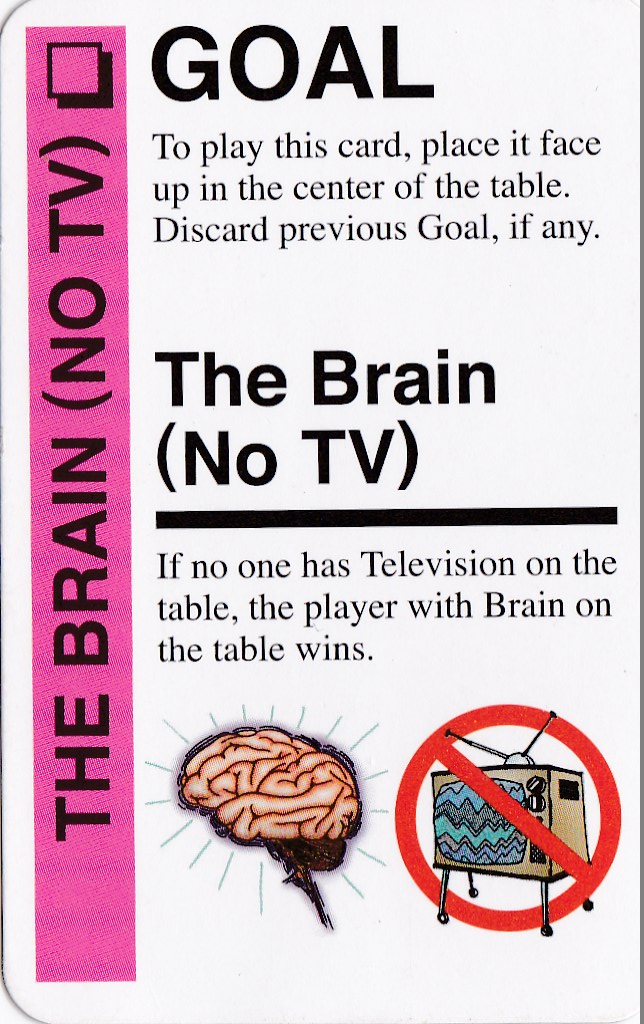 THE BRAIN (NO TV)
GOAL
To play this card, place it face
up in the center of the table.
Discard previous Goal, if any.
The Brain
(No TV)
If no one has Television on the
table, the player with Brain on
the table wins.